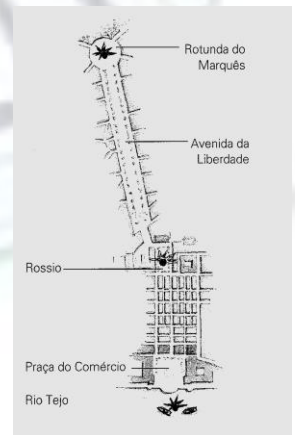 Rotunda do
Marquês
Avenida da
Liberdade
Rossio
Praça do Comércio
Rio Tejo